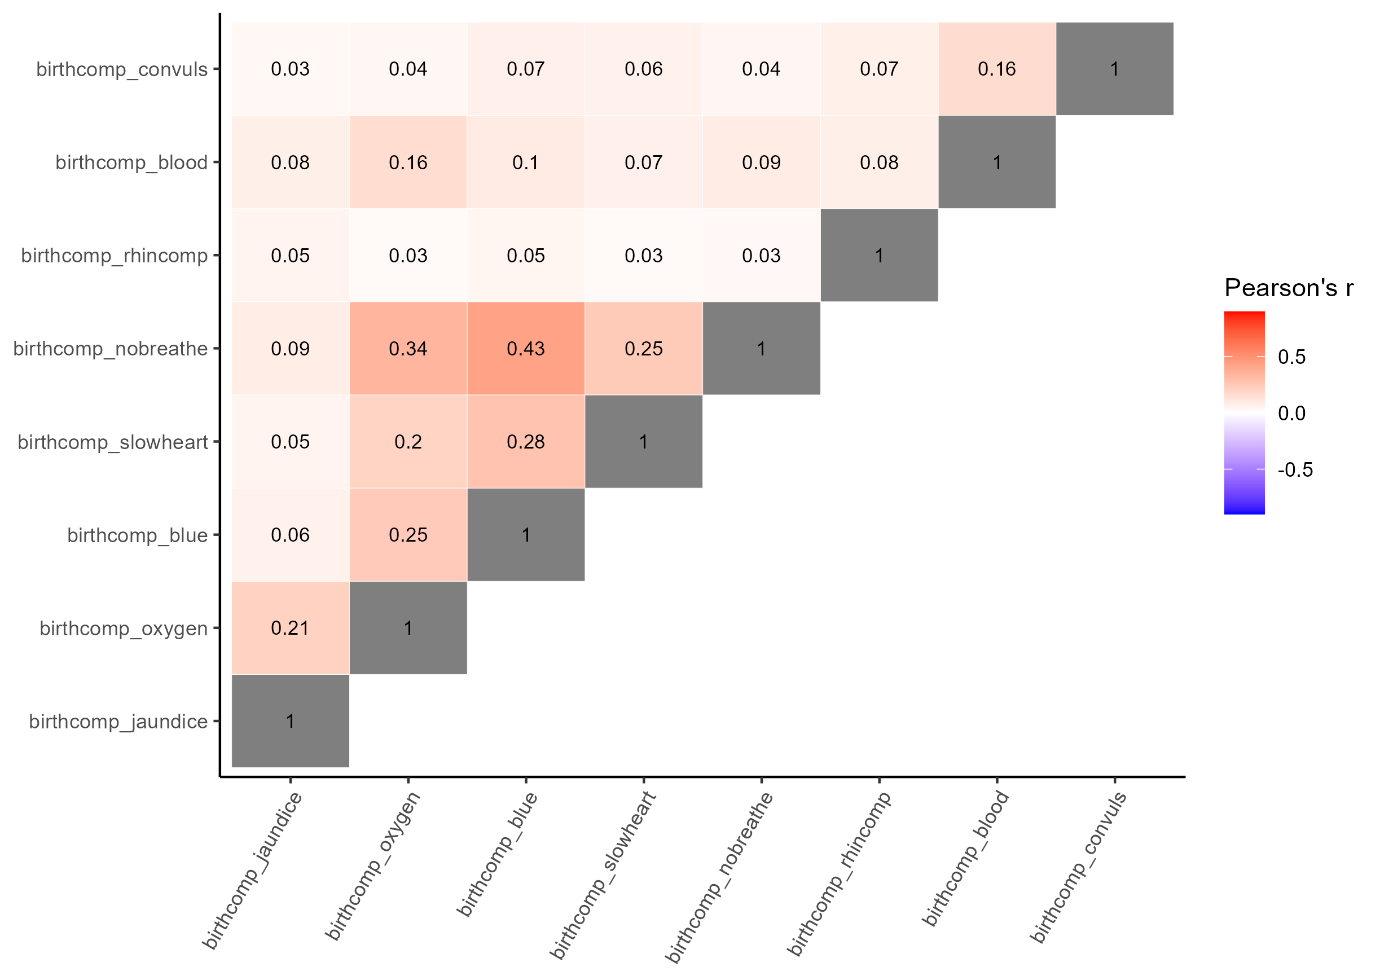 birthcomp_convuls 0.03 0.04 0.07 0.06 0.04 0.07 0.16 1
birthcomp_blood 0.08 0.16 0.1 0.07 0.09 0.08 1
birthcomp_rhincomp 0.05 0.03 0.05 0.03 0.03 1
birthcomp_nobreathe 0.09 0.34 0.43 0.25 1
birthcomp_slowheart 0.05 0.2 0.28 1
birthcomp_blue 0.06 0.25 1
birthcomp_oxygen 0.21 1
birthcomp_jaundice 1
birthcomp_jaundice
birthcomp_oxygen
birthcomp_blue
birthcomp_slowheart
birthcomp_nobreathe
birthcomp_rhincomp
birthcomp_blood
birthcomp_convuls
Pearson's r
0.5
0.0
-0.5